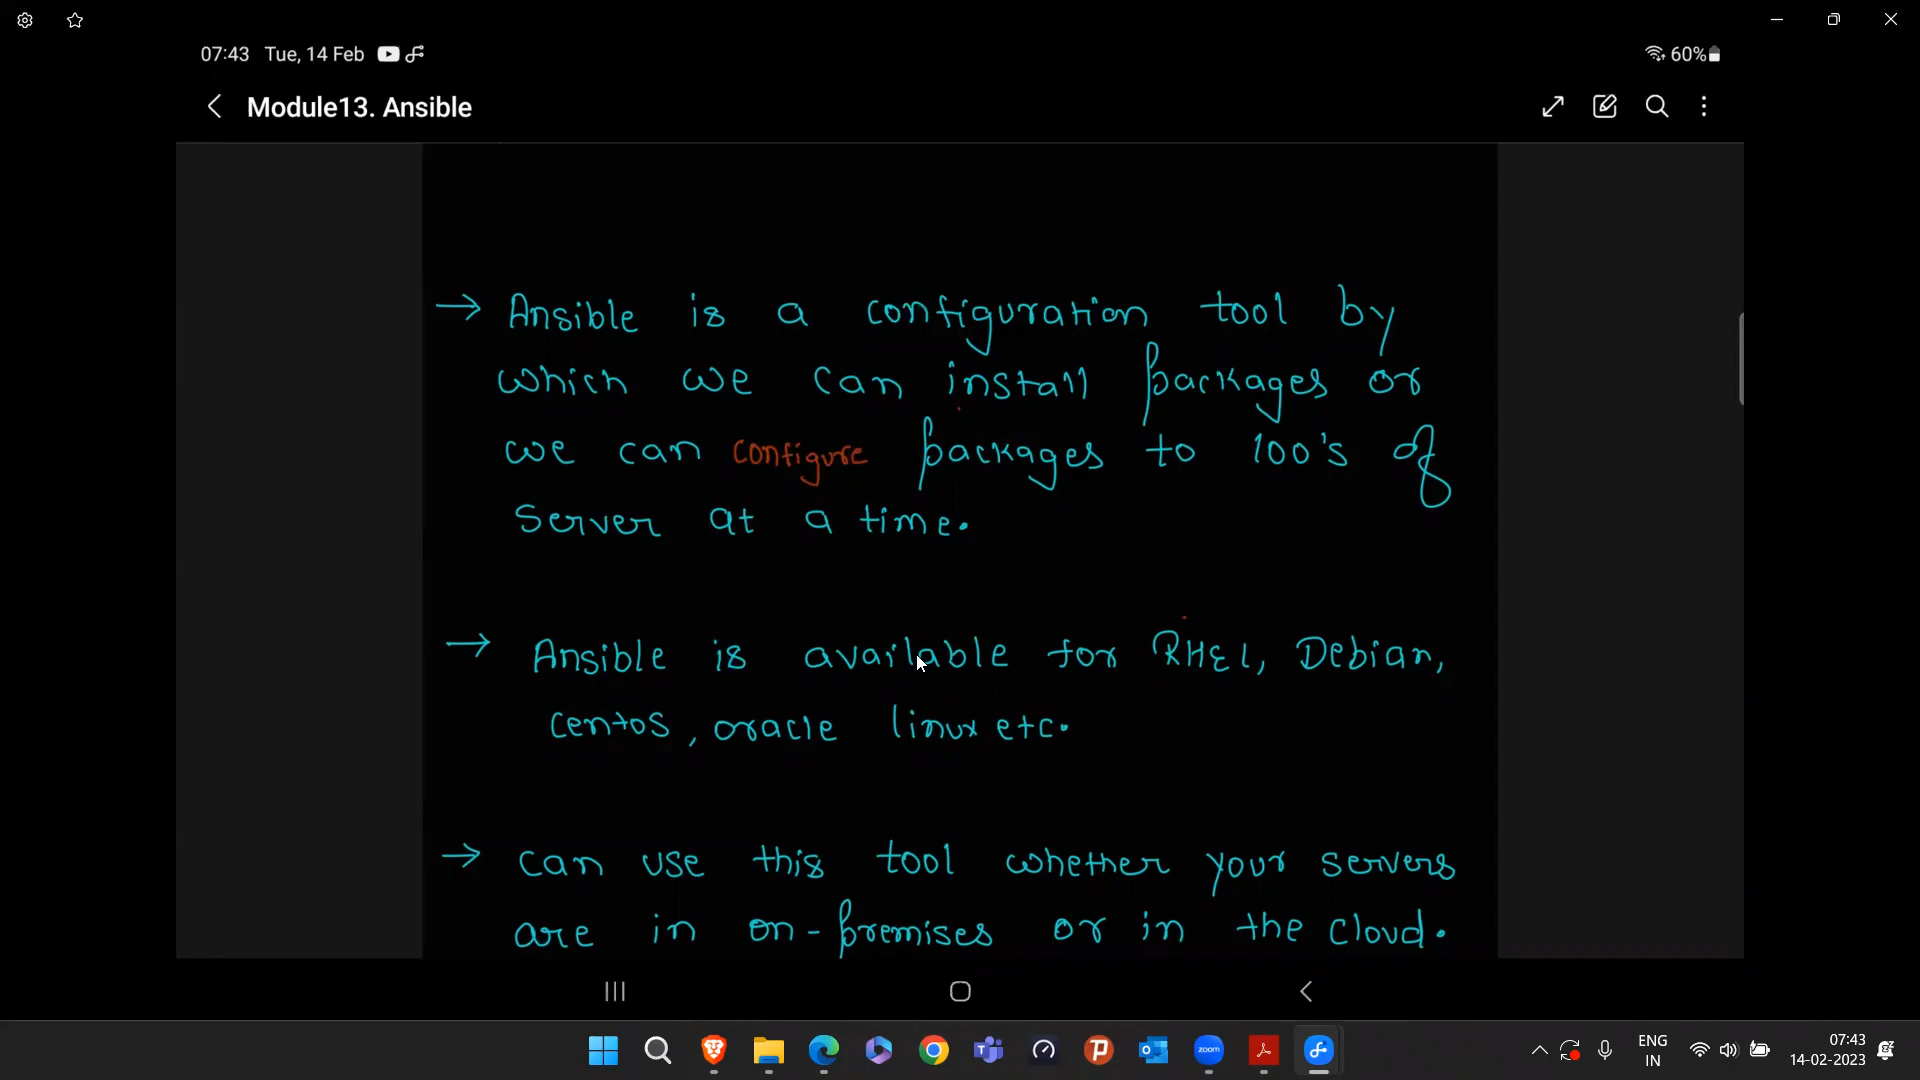 07:43 Tue, 14 Feb 60%
Module13. Ansible
→ Ansible is a configuration tool by
which we can install packages or
we can configure packages to 100's of
server at a time.
→ Ansible is available for RHEL, Debian,
centos, oracle linux etc.
→ can use this tool whether your servers
are in on-premises or in the cloud.
zoom
ENG
IN
07:43
14-02-2023